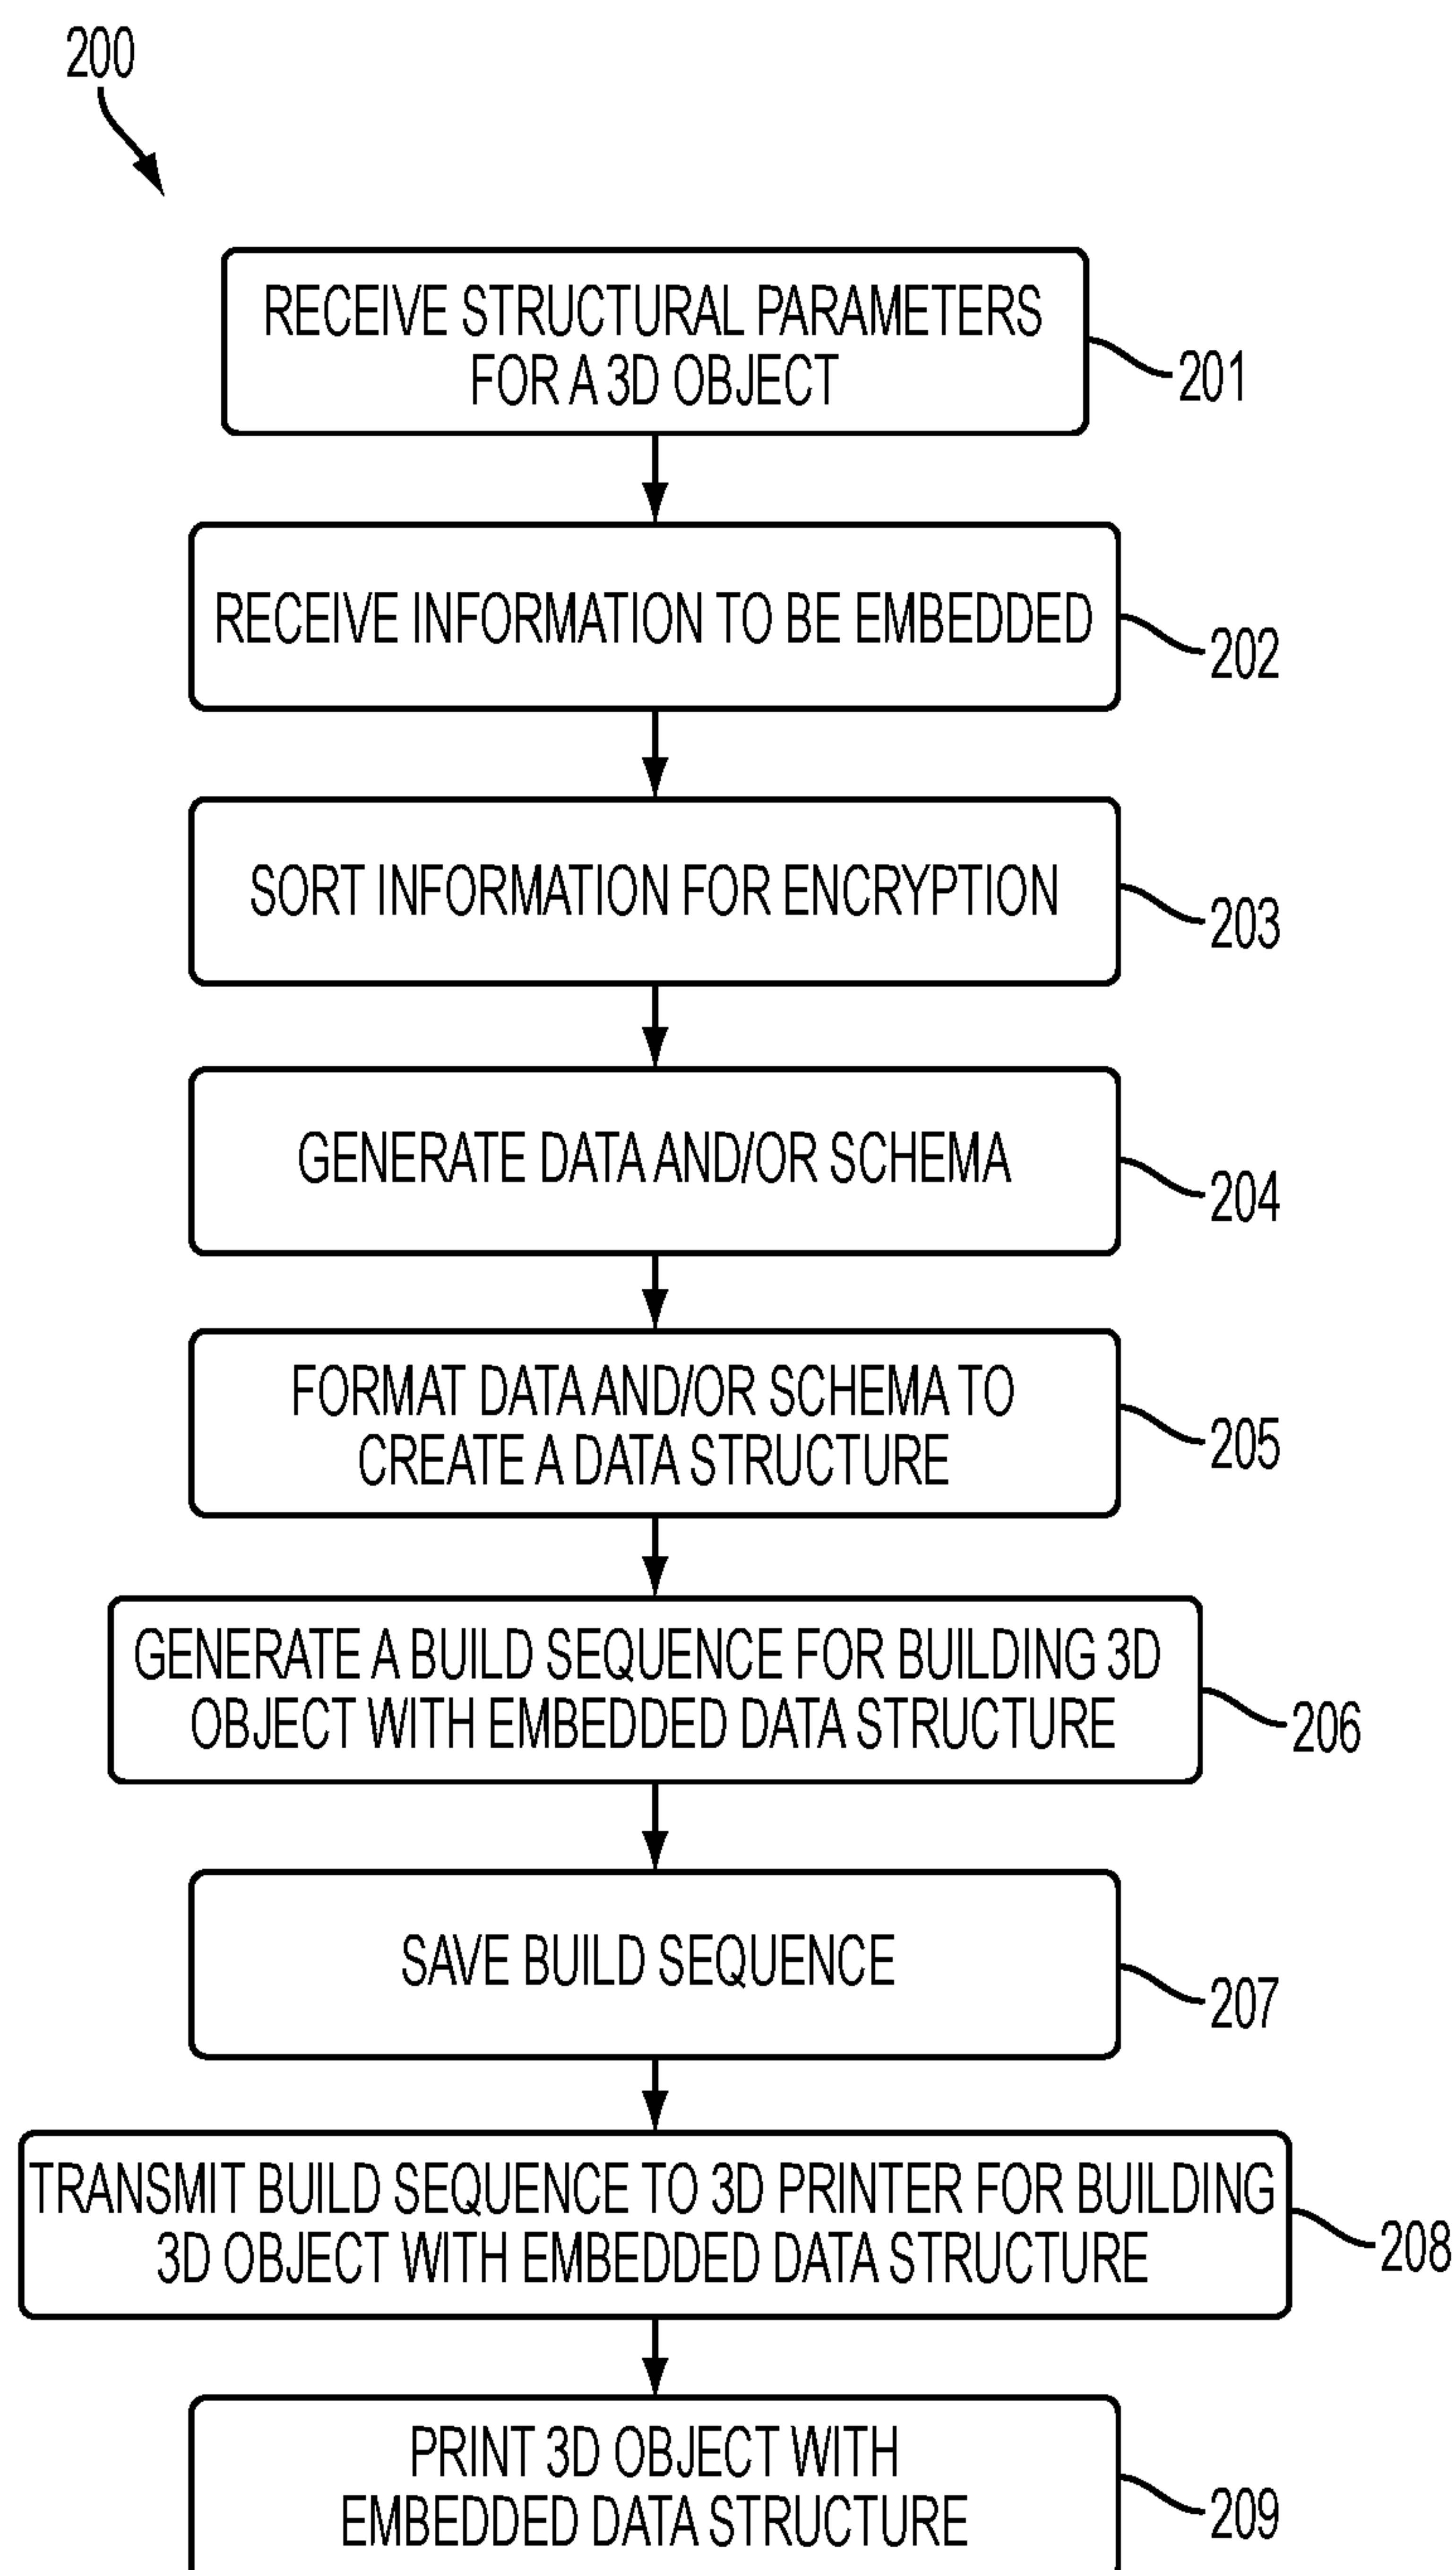 200
RECEIVE STRUCTURAL PARAMETERS
FOR A 3D OBJECT
201
RECEIVE INFORMATION TO BE EMBEDDED
202
SORT INFORMATION FOR ENCRYPTION
203
GENERATE DATA AND/OR SCHEMA
204
FORMAT DATA AND/OR SCHEMA TO
CREATE A DATA STRUCTURE
205
GENERATE A BUILD SEQUENCE FOR BUILDING 3D
OBJECT WITH EMBEDDED DATA STRUCTURE
206
SAVE BUILD SEQUENCE
207
TRANSMIT BUILD SEQUENCE TO 3D PRINTER FOR BUILDING
3D OBJECT WITH EMBEDDED DATA STRUCTURE
208
PRINT 3D OBJECT WITH
EMBEDDED DATA STRUCTURE
209